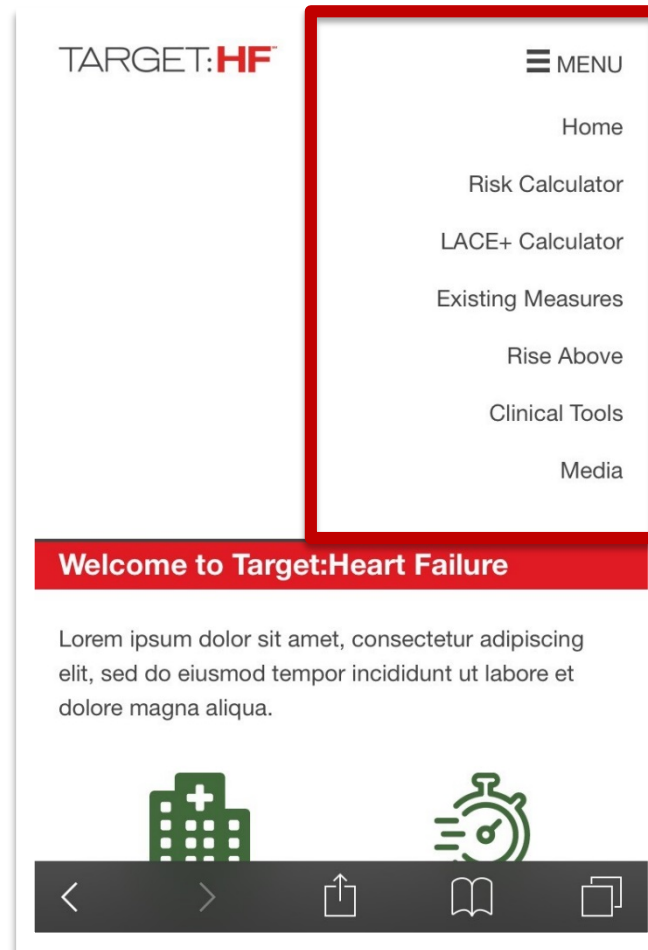 TARGET:HF™
☰ MENU
Home
Risk Calculator
LACE+ Calculator
Existing Measures
Rise Above
Clinical Tools
Media
Welcome to Target:Heart Failure
Lorem ipsum dolor sit amet, consectetur adipiscing
elit, sed do eiusmod tempor incididunt ut labore et
dolore magna aliqua.